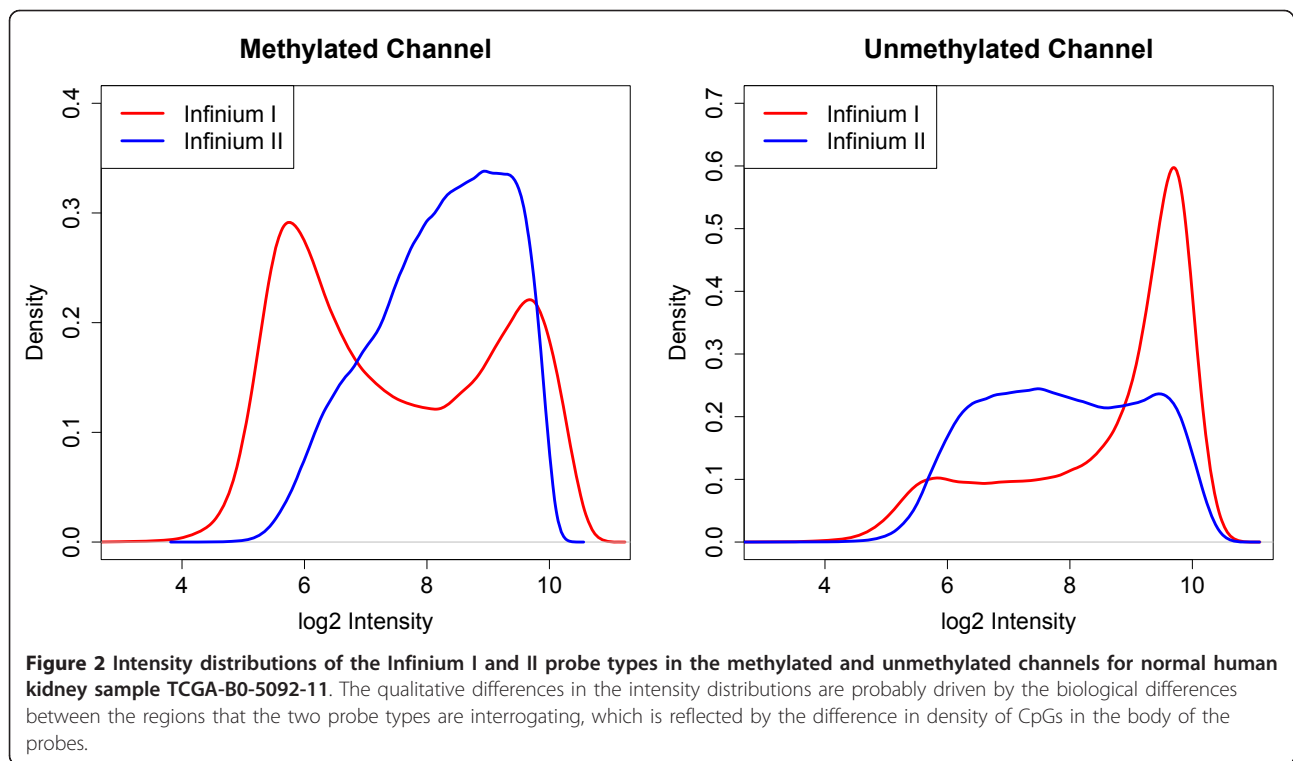 Methylated Channel
Infinium I
Infinium II
0.4
0.3
0.2
0.1
0.0
Density
4 6 8 10
log2 Intensity
Unmethylated Channel
Infinium I
Infinium II
0.7
0.6
0.5
0.4
0.3
0.2
0.1
0.0
Density
4 6 8 10
log2 Intensity
Figure 2 Intensity distributions of the Infinium I and II probe types in the methylated and unmethylated channels for normal human
kidney sample TCGA-B0-5092-11. The qualitative differences in the intensity distributions are probably driven by the biological differences
between the regions that the two probe types are interrogating, which is reflected by the difference in density of CpGs in the body of the
probes.